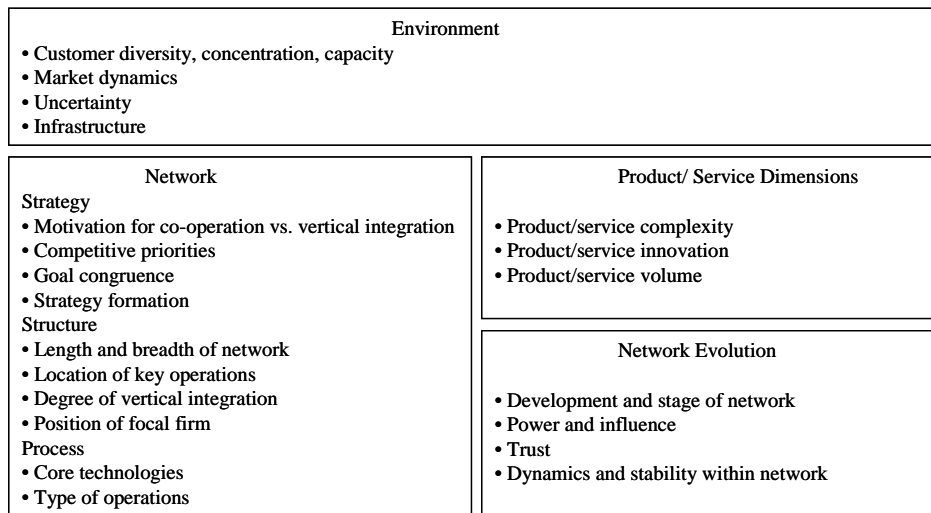 Environment
• Customer diversity, concentration, capacity
• Market dynamics
• Uncertainty
• Infrastructure
Network
Strategy
• Motivation for co-operation vs. vertical integration
• Competitive priorities
• Goal congruence
• Strategy formation
Structure
• Length and breadth of network
• Location of key operations
• Degree of vertical integration
• Position of focal firm
Process
• Core technologies
• Type of operations
Product/ Service Dimensions
• Product/service complexity
• Product/service innovation
• Product/service volume
Network Evolution
• Development and stage of network
• Power and influence
• Trust
• Dynamics and stability within network